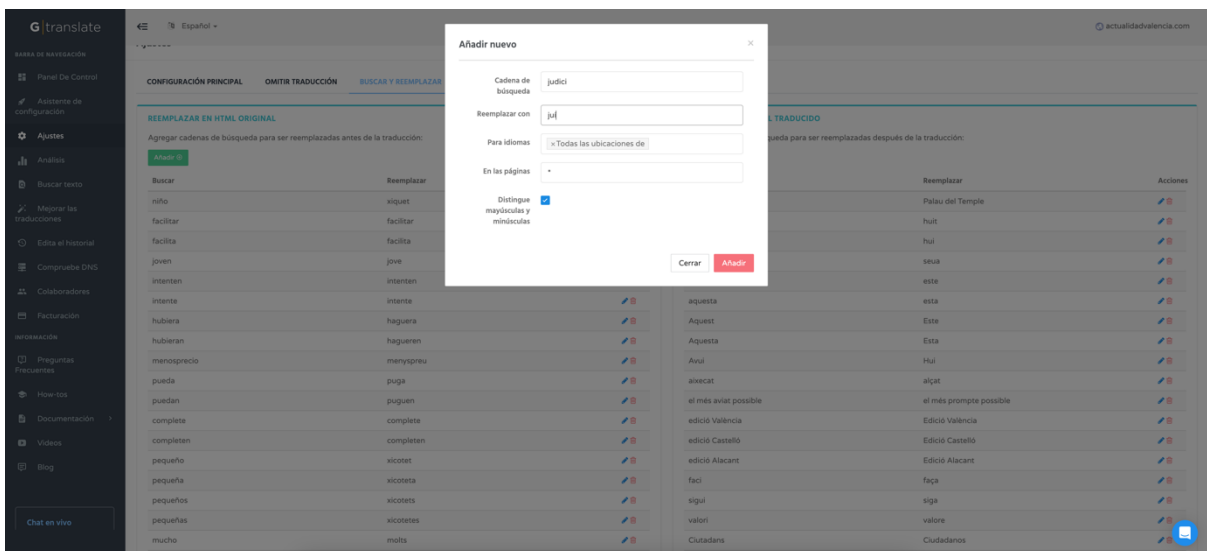 G|translate
Español
actualidadvalencia.com
BARRA DE NAVEGACIÓN
Panel De Control
Asistente de
configuración
Ajustes
Análisis
Buscar texto
Mejorar las
traducciones
Edita el historial
Compruebe DNS
Colaboradores
Facturación
INFORMACIÓN
Preguntas
Frecuentes
How-tos
Documentación
Videos
Blog
Chat en vivo
CONFIGURACIÓN PRINCIPAL OMITIR TRADUCCIÓN BUSCAR Y REEMPLAZAR
Añadir nuevo ×
Cadena de
búsqueda judici
Reemplazar con jui
Para idiomas ×Todas las ubicaciones de
En las páginas *
Distingue
mayúsculas y
minúsculas
Cerrar Añadir
REEMPLAZAR EN HTML ORIGINAL
Agregar cadenas de búsqueda para ser reemplazadas antes de la traducción:
Añadir
Buscar Reemplazar
niño xiquet
facilitar facilitar
facilita facilita
joven jove
intenten intenten
intente intente
hubiera haguera
hubieran hagueren
menosprecio menyspreu
pueda puga
puedan puguen
complete complete
completen completen
pequeño xicotet
pequeña xicoteta
pequeños xicotets
pequeñas xicotetes
mucho molts
L TRADUCIDO
queda para ser reemplazadas después de la traducción:
Reemplazar Acciones
Palau del Temple
huit
hui
seua
este
aquesta esta
Aquest Este
Aquesta Esta
Avui Hui
aixecat alçat
el més aviat possible el més prompte possible
edició València Edició València
edició Castelló Edició Castelló
edició Alacant Edició Alacant
faci faça
sigui siga
valori valore
Ciutadans Ciudadanos